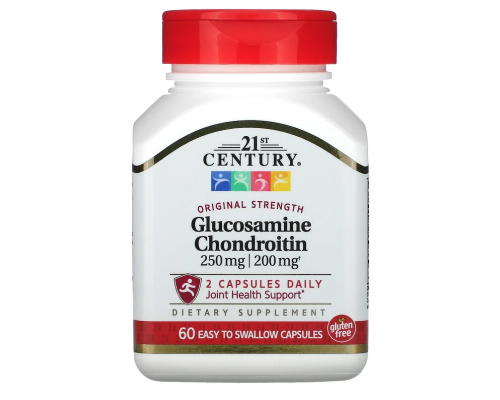 21ST
CENTURY®
ORIGINAL STRENGTH
Glucosamine
Chondroitin
250 mg | 200 mg†
2 CAPSULES DAILY
Joint Health Support*
DIETARY SUPPLEMENT
60 EASY TO SWALLOW CAPSULES
gluten
free